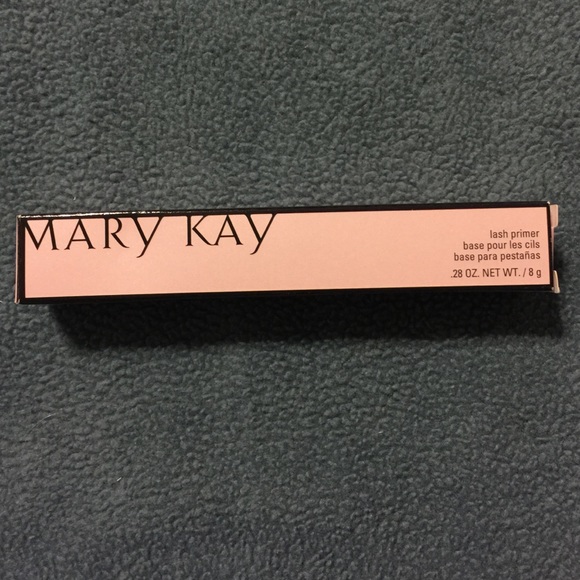 MARY KAY
lash primer
base pour les cils
base para pestañas
.28 OZ. NET WT. / 8 g